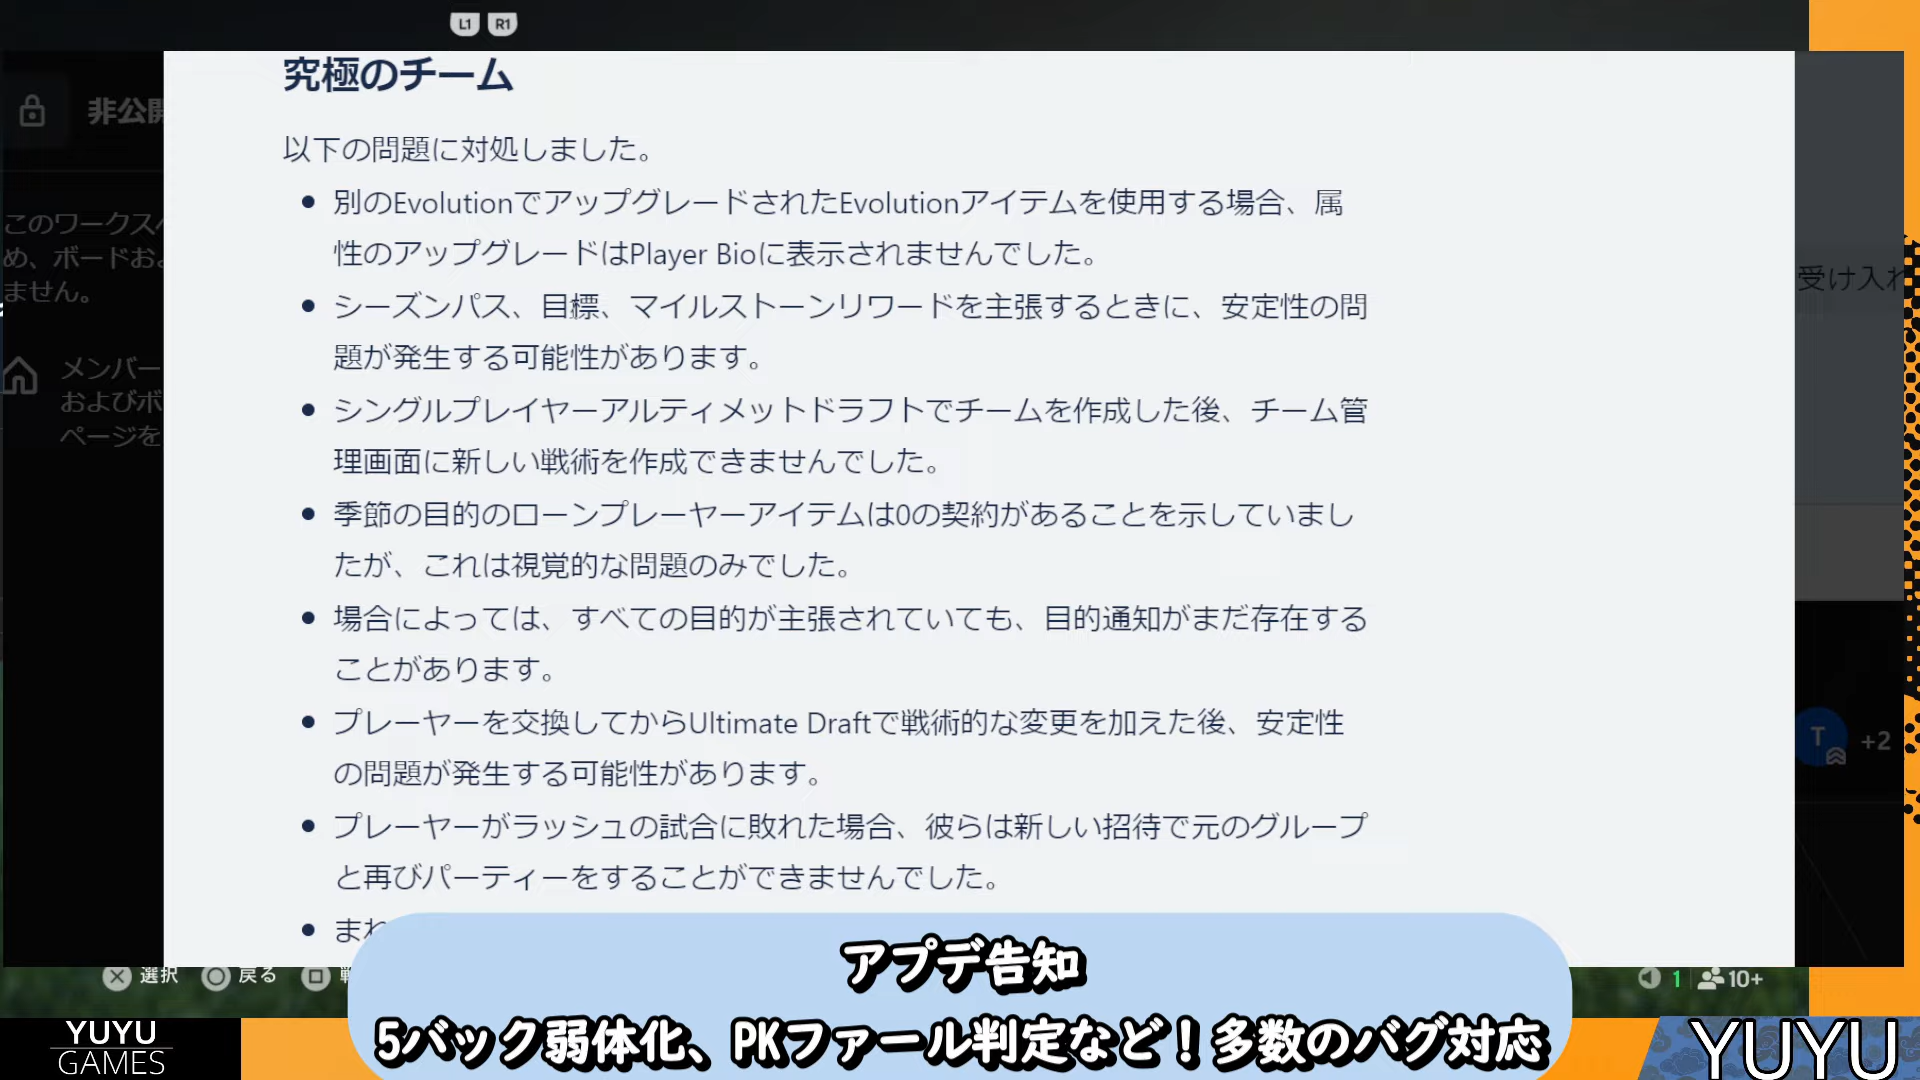 L1 R1
究極のチーム
非公開
以下の問題に対処しました。
別のEvolutionでアップグレードされたEvolutionアイテムを使用する場合、属
性のアップグレードはPlayer Bioに表示されませんでした。
このワークスペ
め、ボードおよ
ません。
受け入れ
シーズンパス、目標、マイルストーンリワードを主張するときに、安定性の問
題が発生する可能性があります。
メンバー
およびボ
ページを
シングルプレイヤーアルティメットドラフトでチームを作成した後、チーム管
理画面に新しい戦術を作成できませんでした。
季節の目的のローンプレーヤーアイテムは0の契約があることを示していまし
たが、これは視覚的な問題のみでした。
場合によっては、すべての目的が主張されていても、目的通知がまだ存在する
ことがあります。
プレーヤーを交換してからUltimate Draftで戦術的な変更を加えた後、安定性
の問題が発生する可能性があります。
T +2
プレーヤーがラッシュの試合に敗れた場合、彼らは新しい招待で元のグループ
と再びパーティーをすることができませんでした。
まれ
選択 戻る 戦
1 10+
アプデ告知
5バック弱体化、PKファール判定など！多数のバグ対応
YUYU
GAMES
YUYU